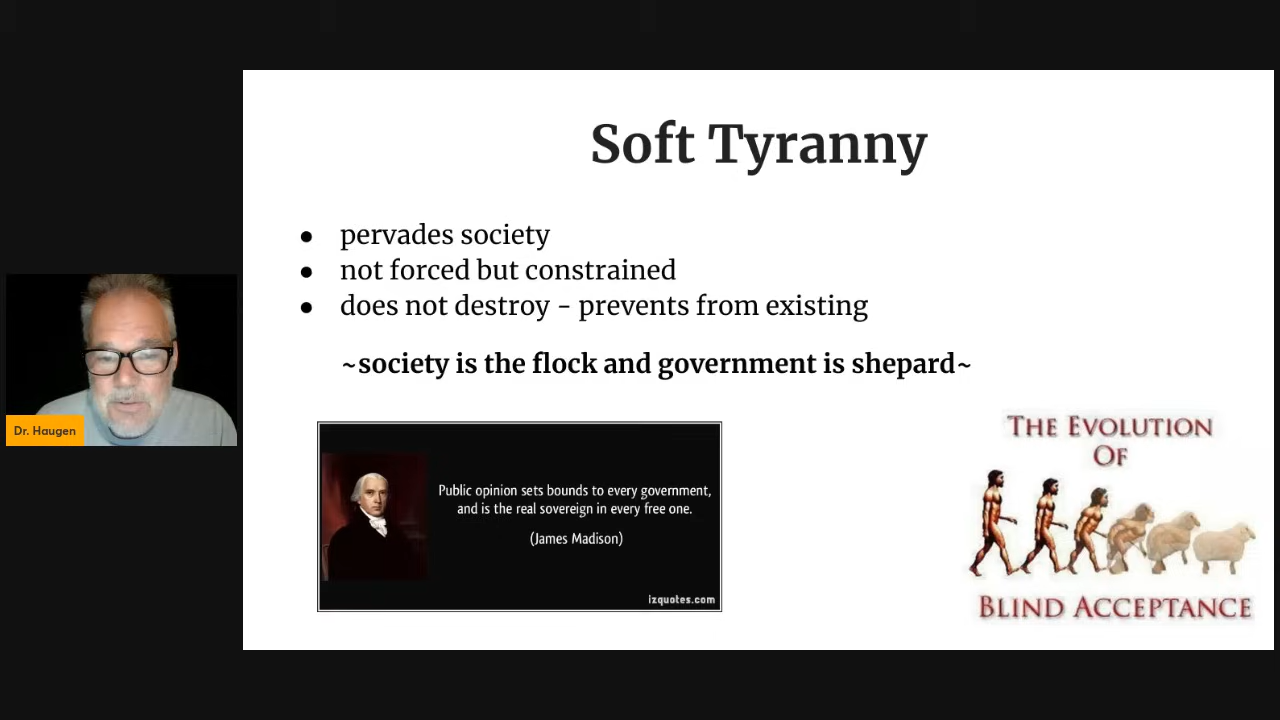 Soft Tyranny
● pervades society
● not forced but constrained
● does not destroy - prevents from existing
~society is the flock and government is shepard~
Dr. Haugen
Public opinion sets bounds to every government,
and is the real sovereign in every free one.
(James Madison)
izquotes.com
THE EVOLUTION
OF
BLIND ACCEPTANCE